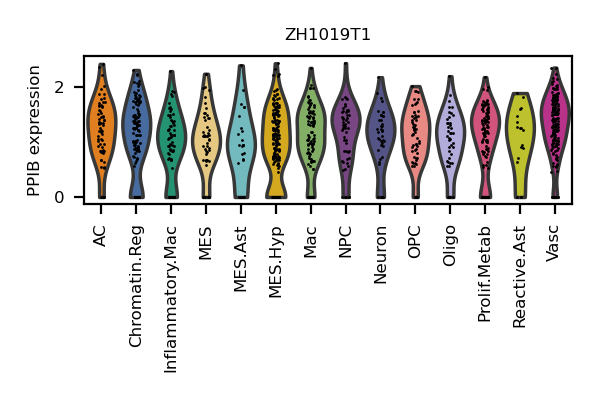 ZH1019T1
PPIB expression
2
0
AC
Chromatin.Reg
Inflammatory.Mac
MES
MES.Ast
MES.Hyp
Mac
NPC
Neuron
OPC
Oligo
Prolif.Metab
Reactive.Ast
Vasc